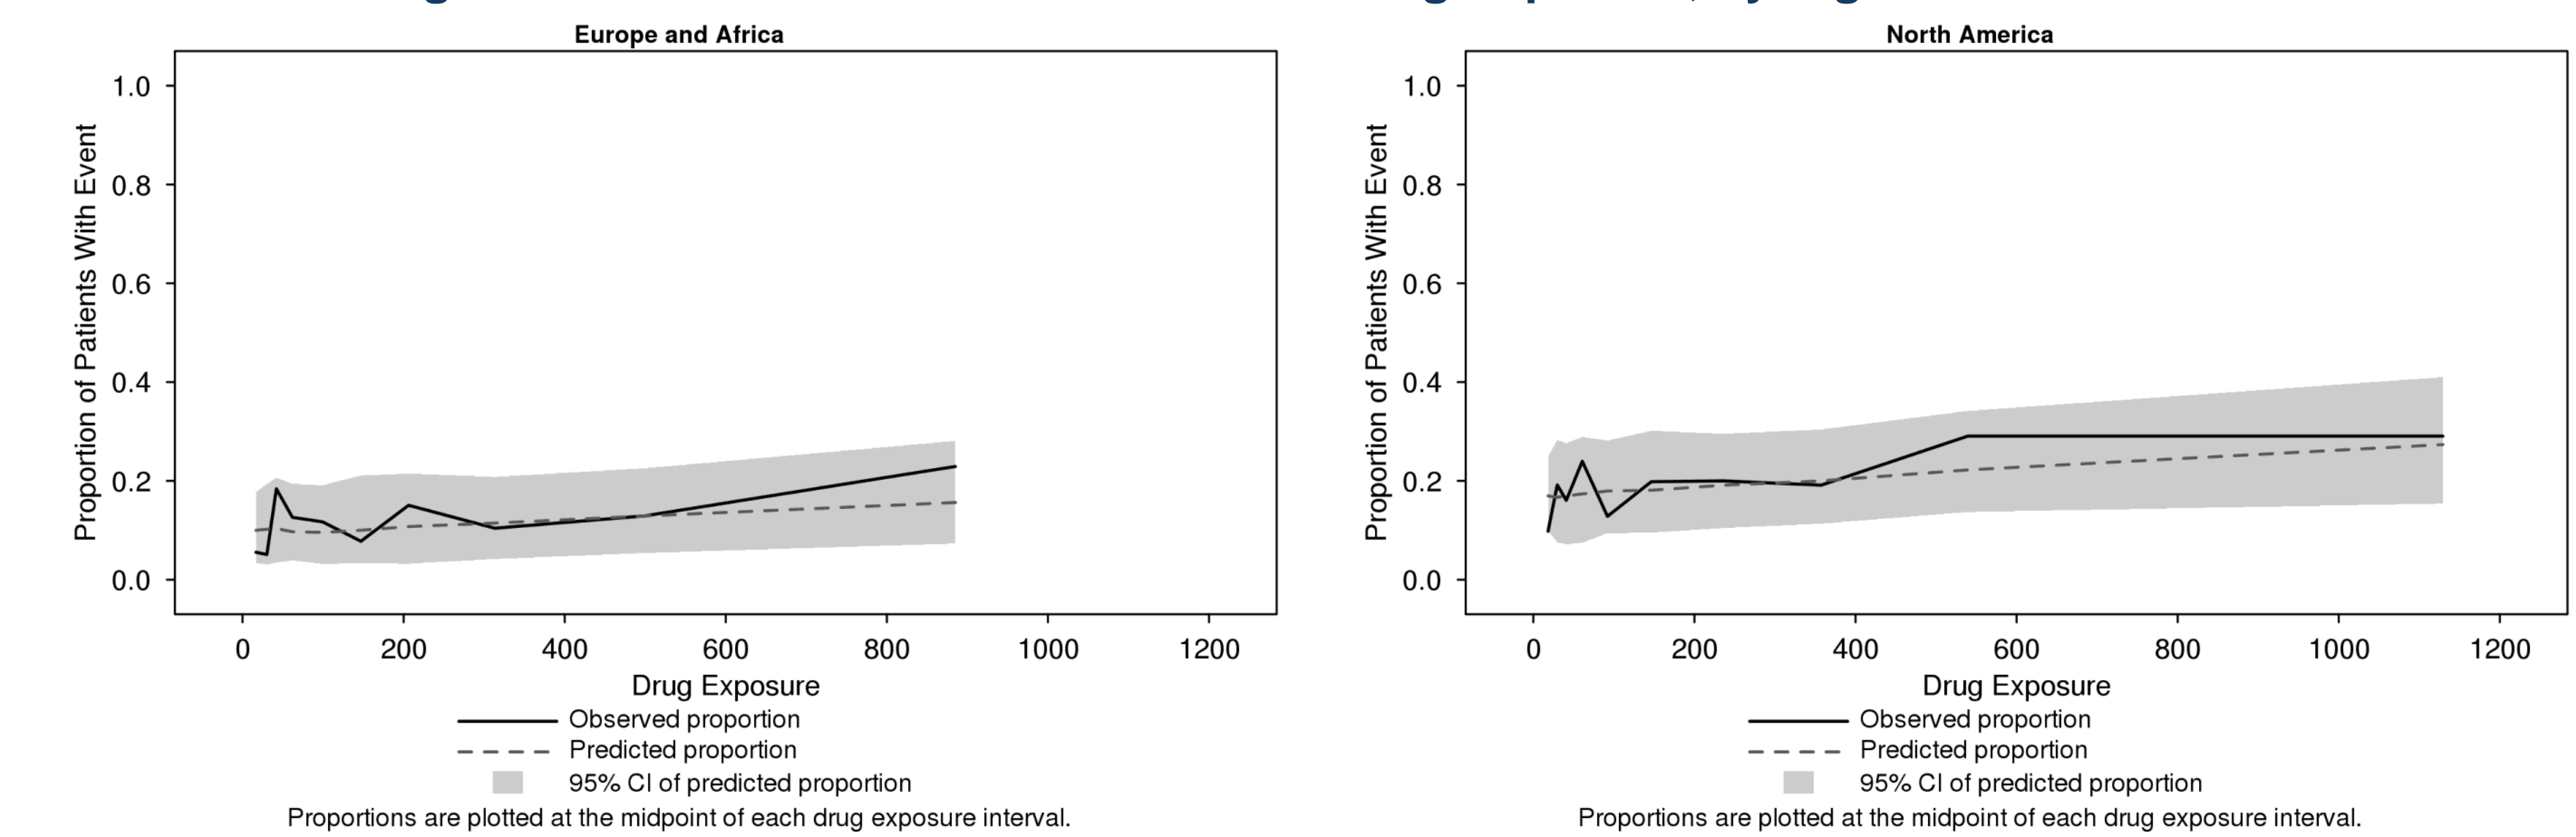 Europe and Africa
Proportion of Patients With Event
1.0
0.8
0.6
0.4
0.2
0.0
0 200 400 600 800 1000 1200
Drug Exposure
Observed proportion
Predicted proportion
95% CI of predicted proportion
Proportions are plotted at the midpoint of each drug exposure interval.
North America
Proportion of Patients With Event
1.0
0.8
0.6
0.4
0.2
0.0
0 200 400 600 800 1000 1200
Drug Exposure
Observed proportion
Predicted proportion
95% CI of predicted proportion
Proportions are plotted at the midpoint of each drug exposure interval.